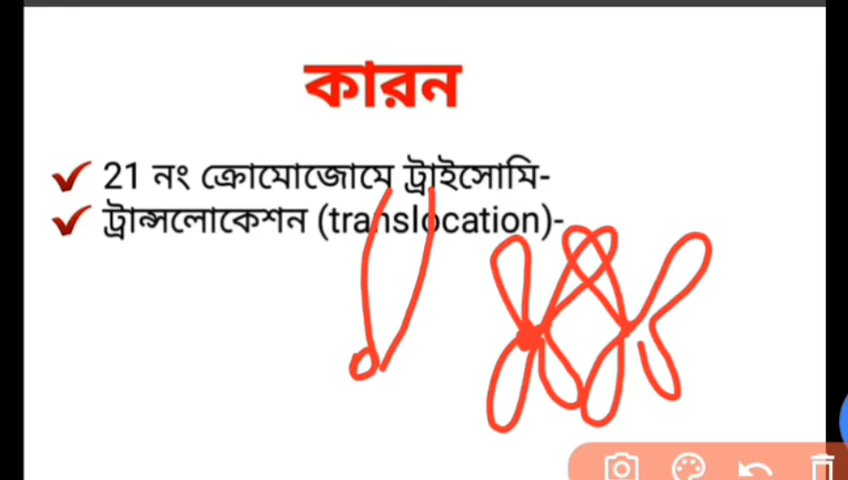 কারন
21 নং ক্রোমোজোমে ট্রাইসোমি-
ট্রান্সলোকেশন (translocation)-